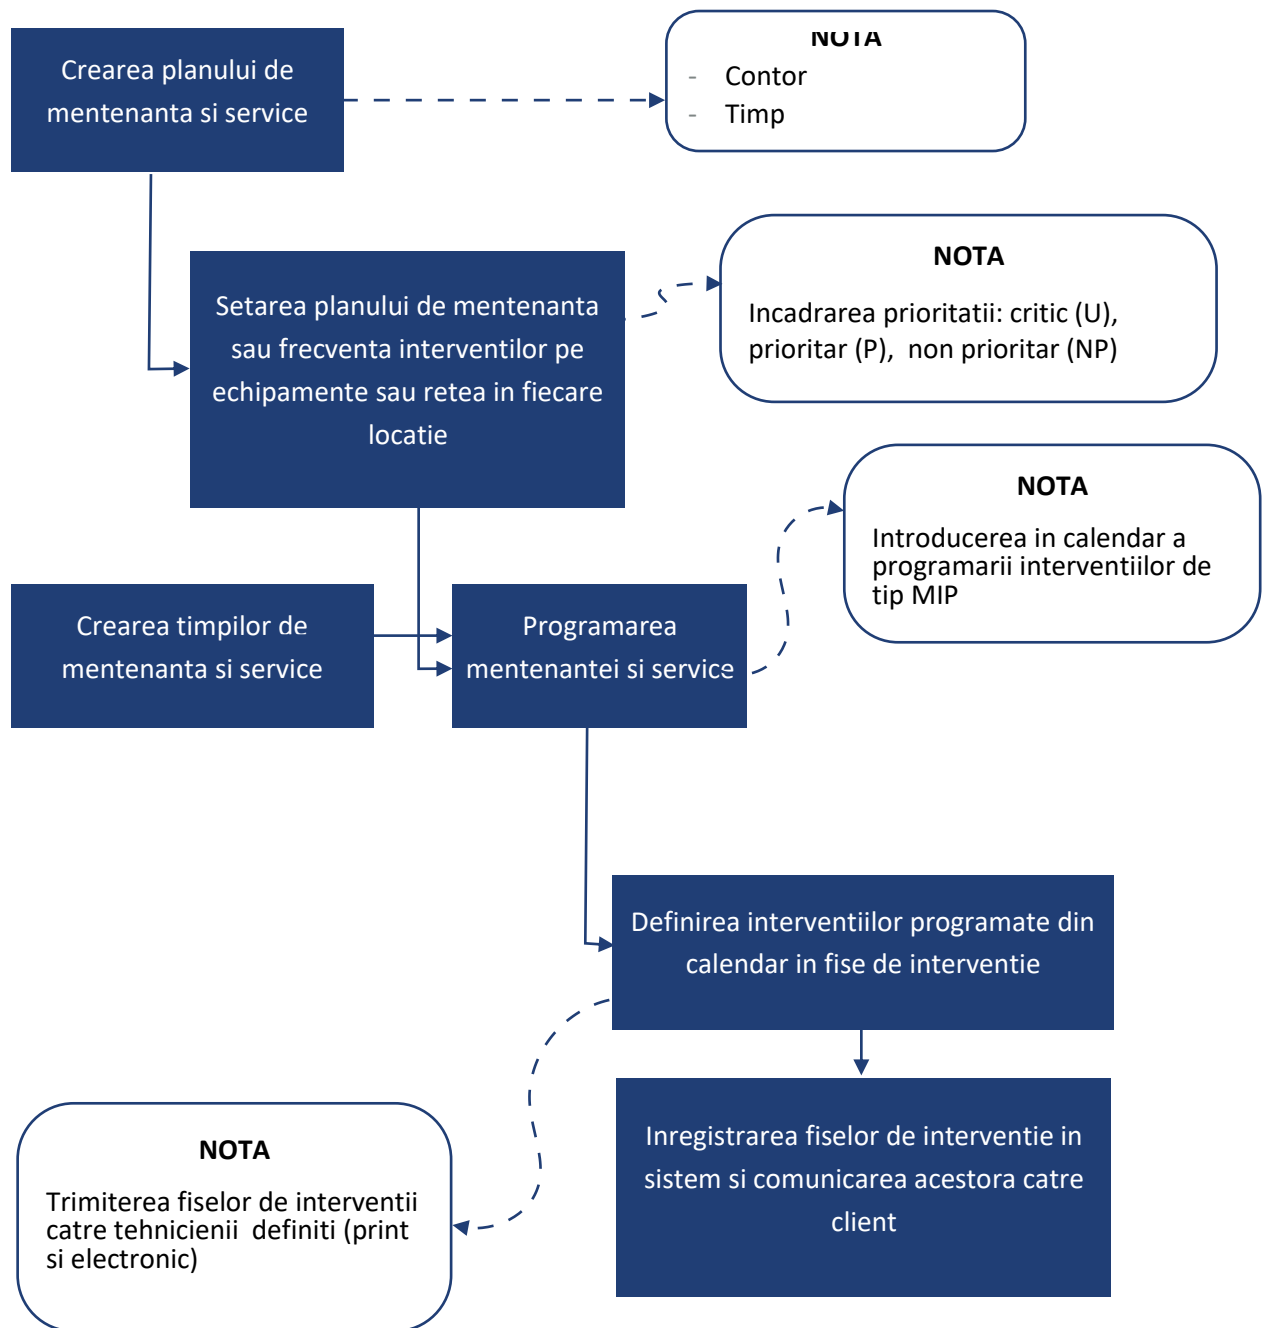 NOTA
- Contor
- Timp
Crearea planului de
mentenanta si service
NOTA
Incadrarea prioritatii: critic (U),
prioritar (P),  non prioritar (NP)
Setarea planului de mentenanta
sau frecventa interventilor pe
echipamente sau retea in fiecare
locatie
NOTA
Introducerea in calendar a
programarii interventiilor de
tip MIP
Crearea timpilor de
mentenanta si service
Programarea
mentenantei si service
Definirea interventiilor programate din
calendar in fise de interventie
Inregistrarea fiselor de interventie in
sistem si comunicarea acestora catre
client
NOTA
Trimiterea fiselor de interventii
catre tehnicienii  definiti (print
si electronic)